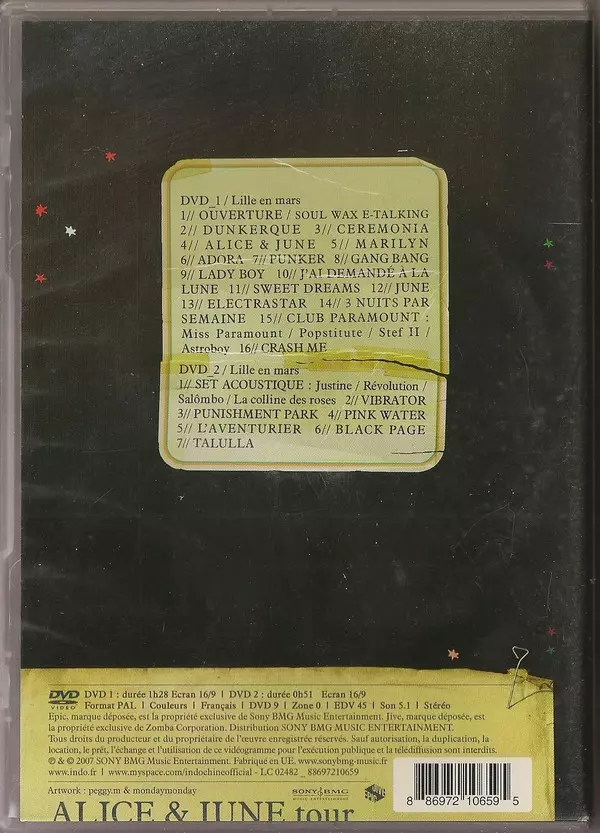 DVD_1 / Lille en mars
1// OUVERTURE / SOUL WAX E-TALKING
2// DUNKERQUE 3// CEREMONIA
4// ALICE & JUNE 5// MARILYN
6// ADORA 7// PUNKER 8// GANG BANG
9// LADY BOY 10// J'AI DEMANDÉ À LA
LUNE 11// SWEET DREAMS 12// JUNE
13// ELECTRASTAR 14// 3 NUITS PAR
SEMAINE 15// CLUB PARAMOUNT :
Miss Paramount / Popstitute / Stef II /
Astroboy 16// CRASH ME
DVD_2 / Lille en mars
1// SET ACOUSTIQUE : Justine / Révolution /
Salômbo / La colline des roses 2// VIBRATOR
3// PUNISHMENT PARK 4// PINK WATER
5// L'AVENTURIER 6// BLACK PAGE
7// TALULLA
DVD VIDEO
DVD 1 : durée 1h28 Ecran 16/9 | DVD 2 : durée 0h51 Ecran 16/9
Format PAL | Couleurs | Français | DVD 9 | Zone 0 | EDV 45 | Son 5.1 | Stéréo
Epic, marque déposée, est la propriété exclusive de Sony BMG Music Entertainment. Jive, marque déposée, est
la propriété exclusive de Zomba Corporation. Distribution SONY BMG MUSIC ENTERTAINMENT.
Tous droits du producteur et du propriétaire de l'œuvre enregistrée réservés. Sauf autorisation, la duplication, la
location, le prêt, l'échange et l'utilisation de ce vidéogramme pour l'exécution publique et la télédiffusion sont interdits.
℗ & © 2007 SONY BMG Music Entertainment. Fabriqué en UE. www.sonybmg-music.fr
www.indo.fr | www.myspace.com/indochineofficial - LC 02482 _ 88697210659
Artwork : peggy.m & mondaymonday
SONY BMG
MUSIC ENTERTAINMENT
8 86972 10659 5
ALICE & JUNE tour